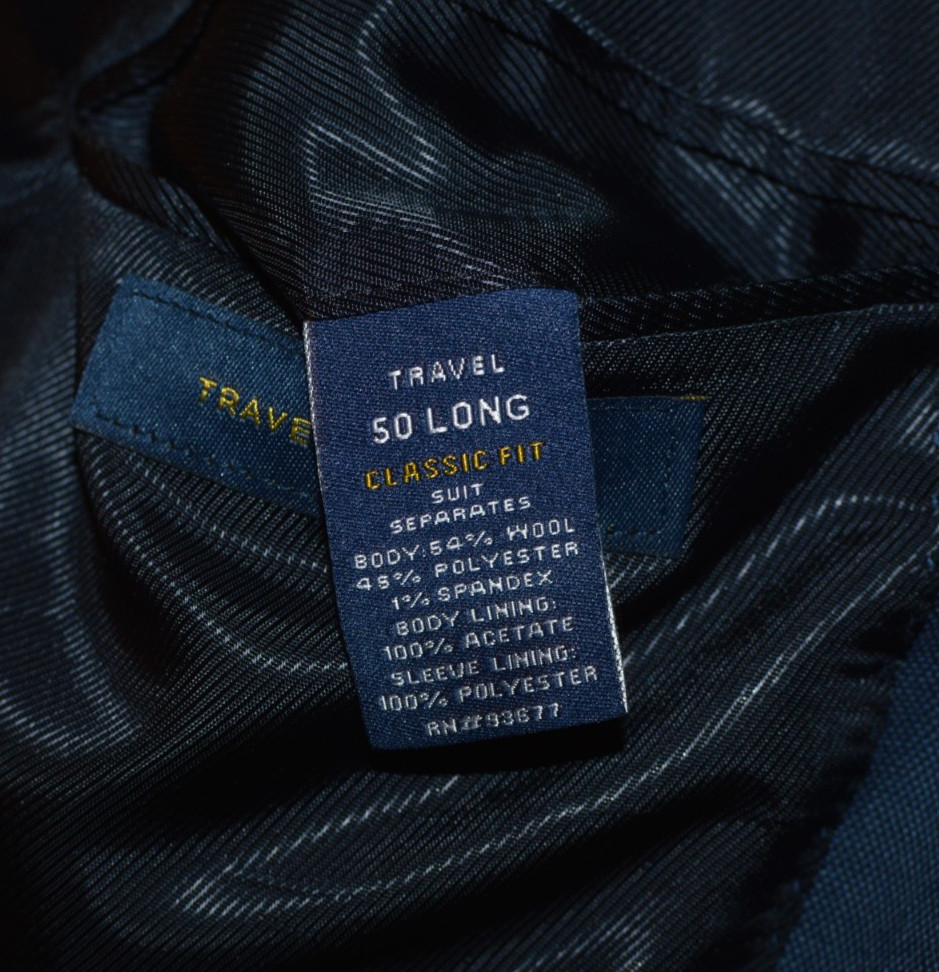 TRAVEL
50 LONG
CLASSIC FIT
SUIT
SEPARATES
BODY:54% WOOL
45% POLYESTER
1% SPANDEX
BODY LINING:
100% ACETATE
SLEEVE LINING:
100% POLYESTER
RN#93677
TRAVE